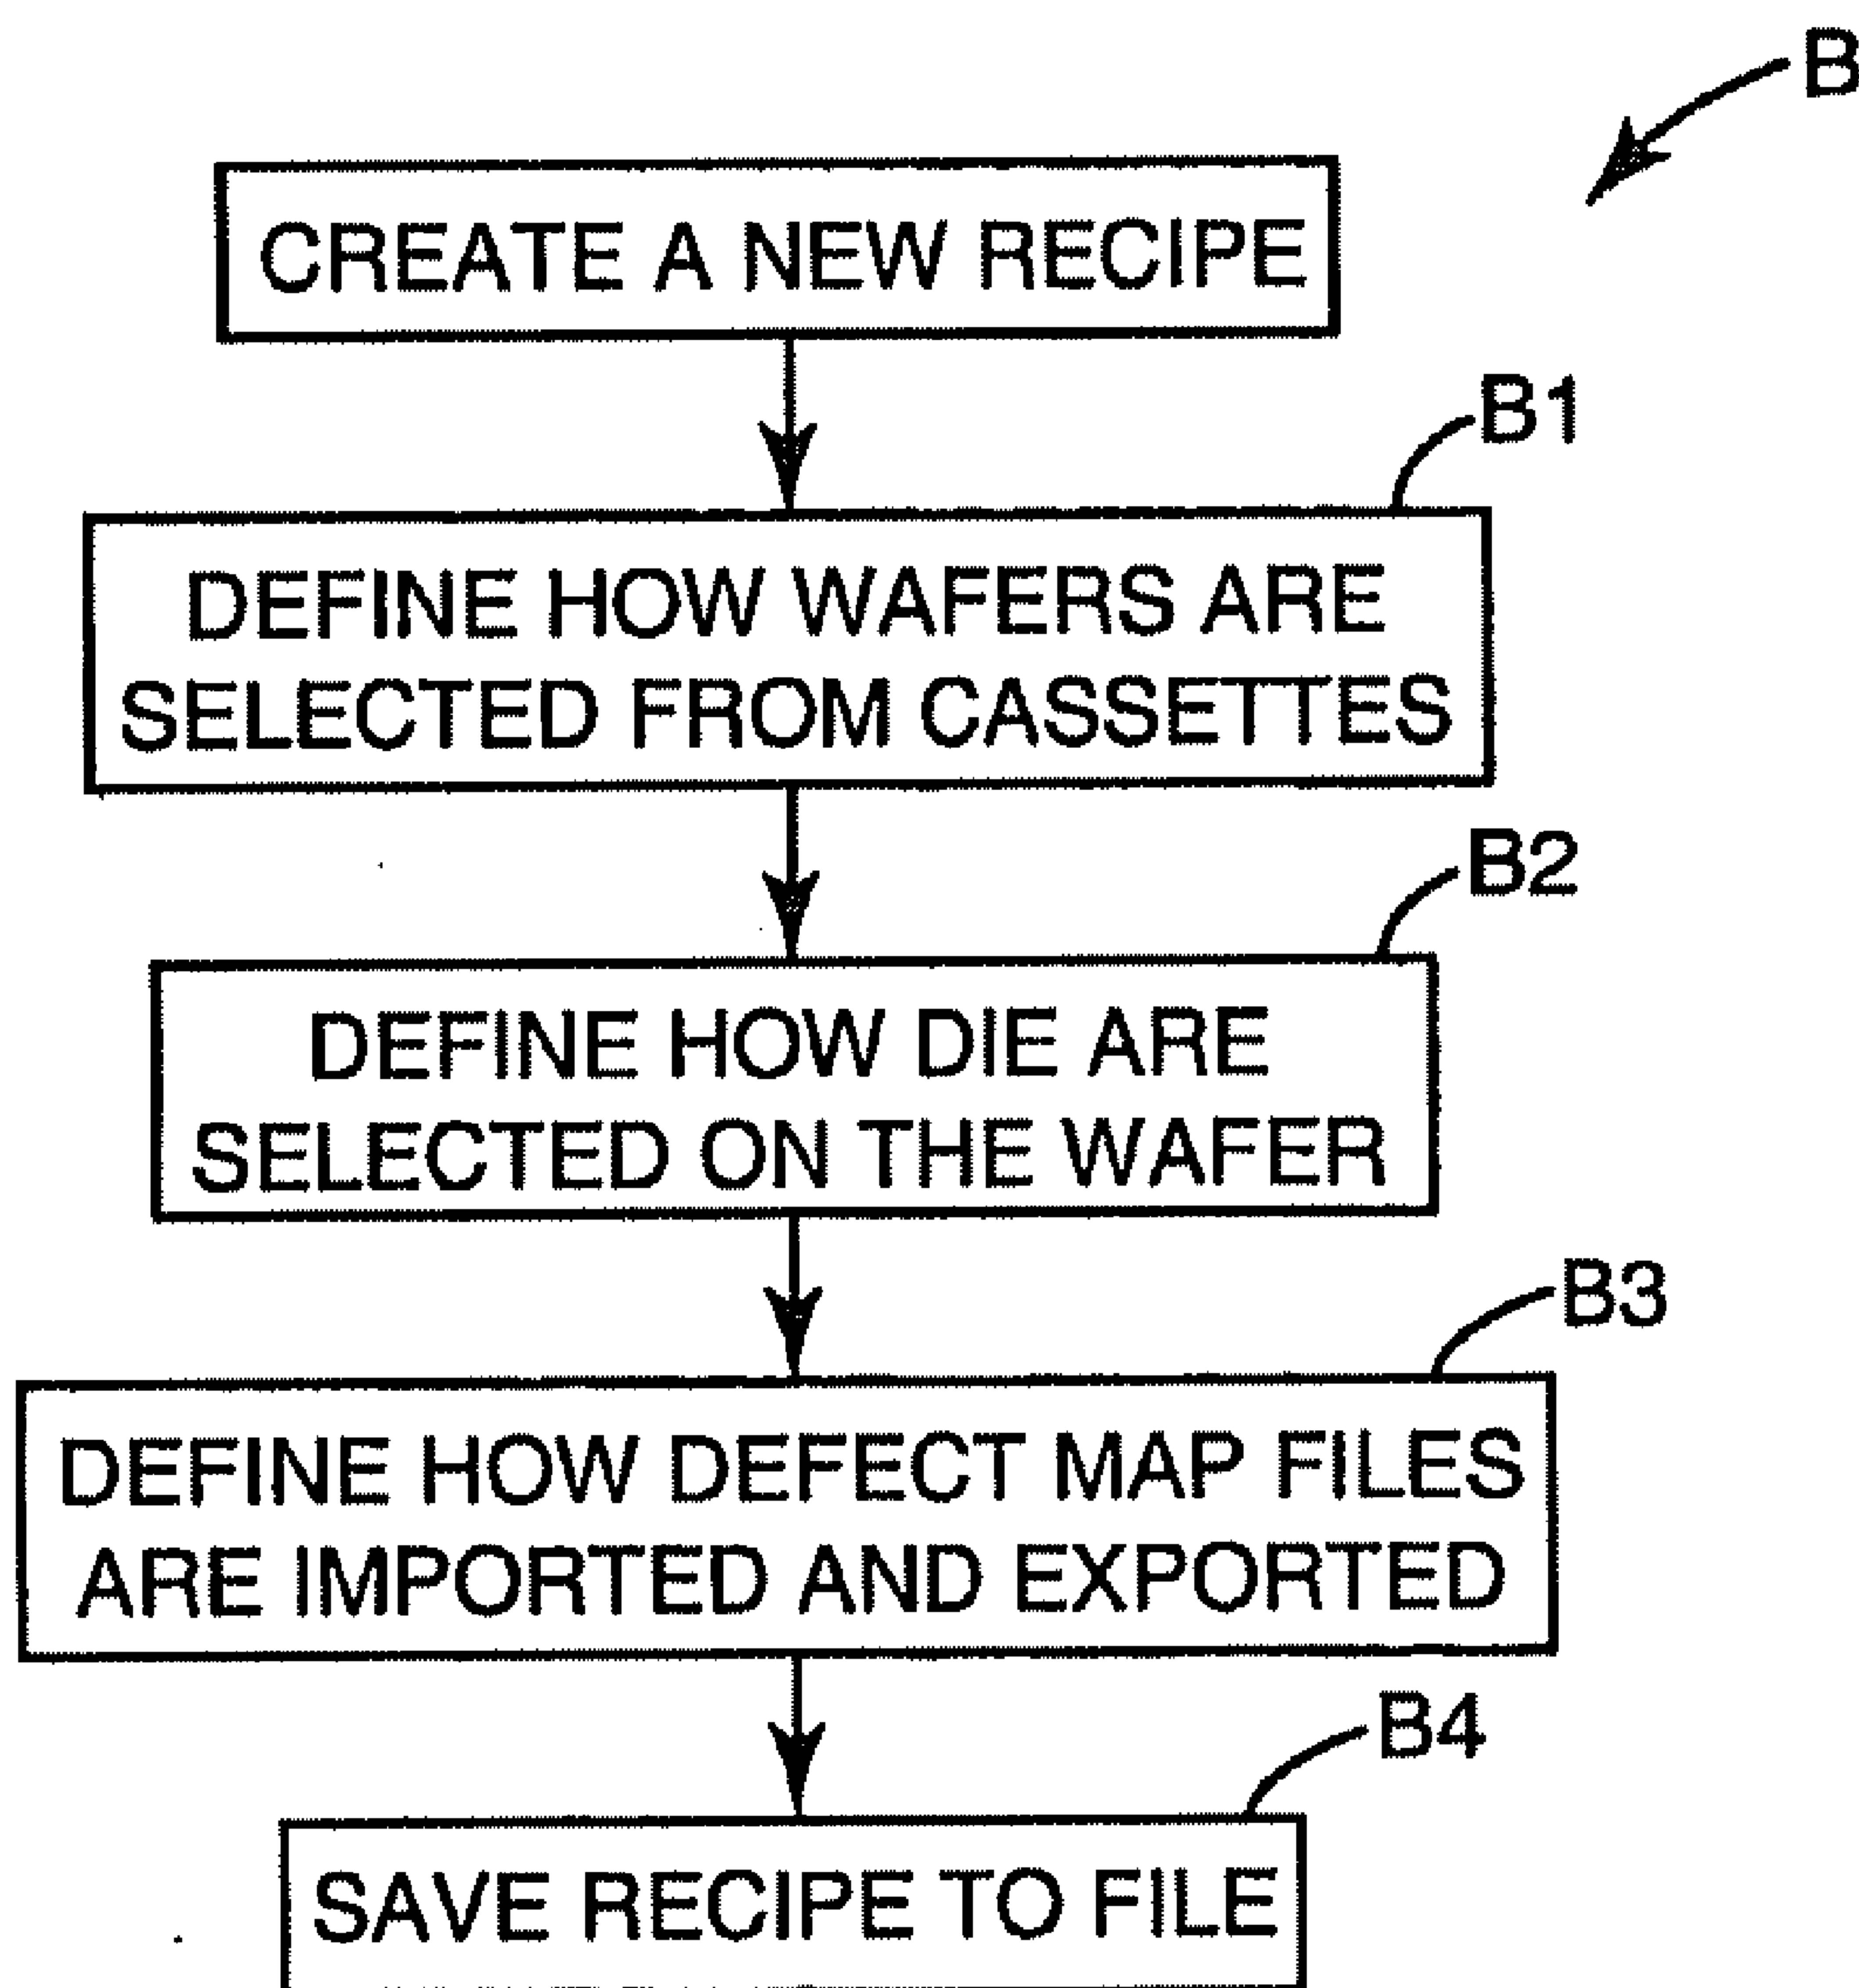 B
CREATE A NEW RECIPE
B1
DEFINE HOW WAFERS ARE
SELECTED FROM CASSETTES
B2
DEFINE HOW DIE ARE
SELECTED ON THE WAFER
B3
DEFINE HOW DEFECT MAP FILES
ARE IMPORTED AND EXPORTED
B4
SAVE RECIPE TO FILE